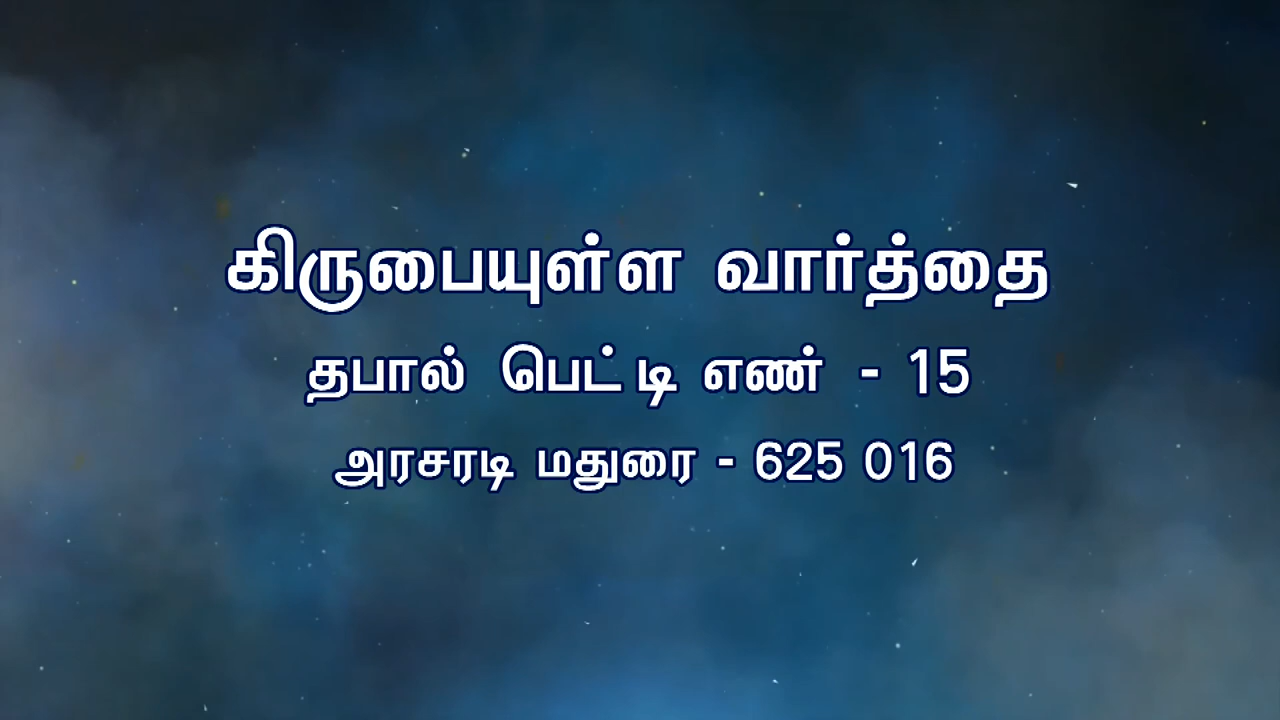 கிருபையுள்ள வார்த்தை
தபால் பெட்டி எண் - 15
அரசரடி மதுரை - 625 016